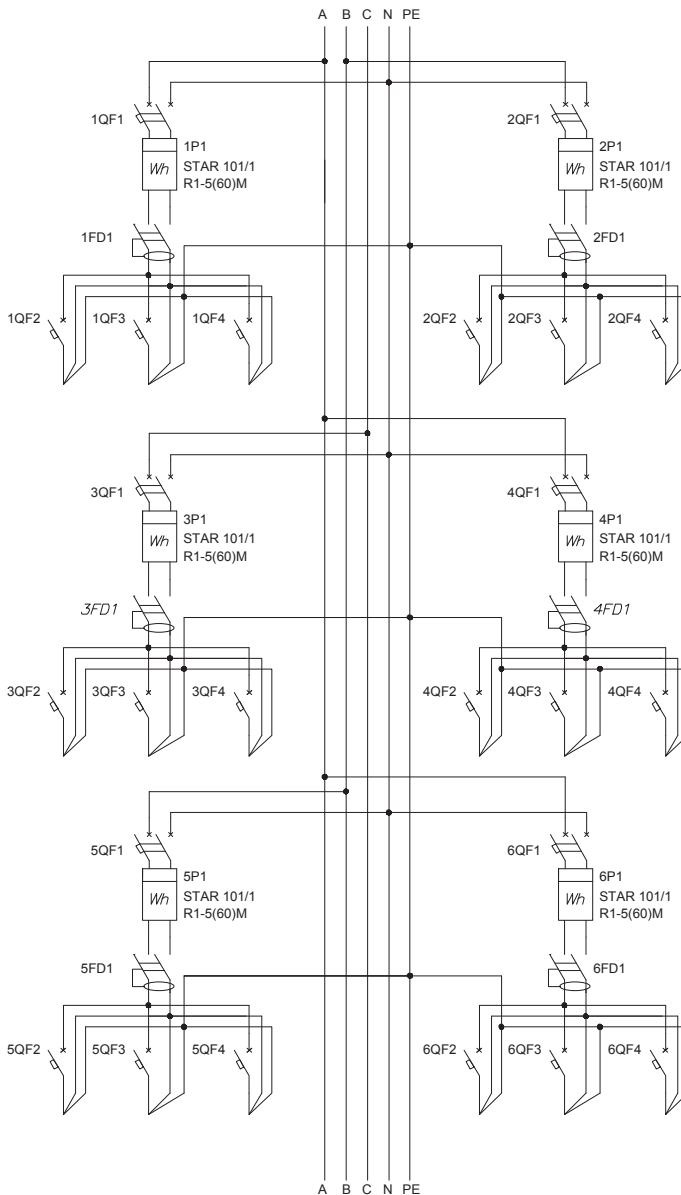 A B C N PE
1QF1
1P1
Wh
STAR 101/1
R1-5(60)M
1FD1
1QF2 1QF3 1QF4
2QF1
2P1
Wh
STAR 101/1
R1-5(60)M
2FD1
2QF2 2QF3 2QF4
3QF1
3P1
Wh
STAR 101/1
R1-5(60)M
3FD1
3QF2 3QF3 3QF4
4QF1
4P1
Wh
STAR 101/1
R1-5(60)M
4FD1
4QF2 4QF3 4QF4
5QF1
5P1
Wh
STAR 101/1
R1-5(60)M
5FD1
5QF2 5QF3 5QF4
6QF1
6P1
Wh
STAR 101/1
R1-5(60)M
6FD1
6QF2 6QF3 6QF4
A B C N PE